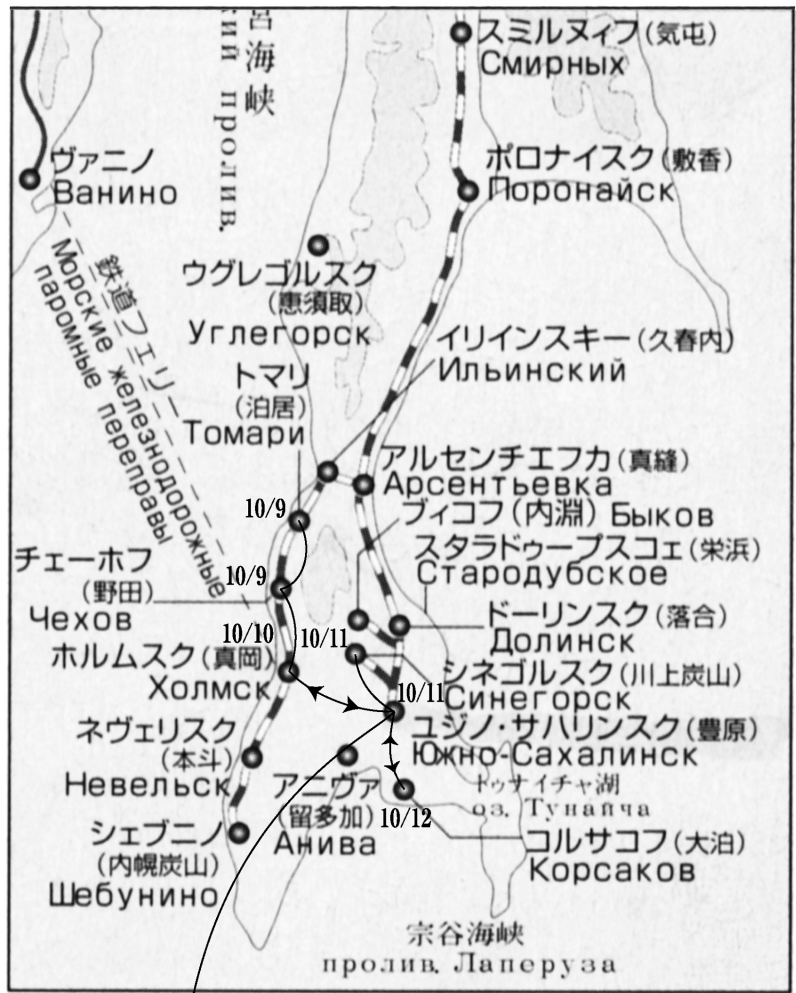 宮海峡
кий пролив.
スミルヌィフ(気屯)
Смирных
ヴァニノ
Ванино
ポロナイスク(敷香)
Поронайск
鉄道フェリー
Морские железнодорожные
паромные переправы
ウグレゴルスク
(恵須取)
Углегорск
イリインスキー(久春内)
Ильинский
トマリ
(泊居)
Томари
アルセンチエフカ(真縫)
Арсентьевка
10/9
ブィコフ(内淵) Быков
スタラドゥープスコェ(栄浜)
Стародубское
チェーホフ
(野田)
Чехов
10/9
ドーリンスク(落合)
Долинск
10/10
10/11
ホルムスク(真岡)
Холмск
シネゴルスク(川上炭山)
Синегорск
10/11
ユジノ・サハリンスク(豊原)
Южно-Сахалинск
ネヴェリスク
(本斗)
Невельск
アニヴァ
(留多加)
Анива
トゥナイチャ湖
оз. Тунайча
10/12
シェブニノ
(内幌炭山)
Шебунино
コルサコフ(大泊)
Корсаков
宗谷海峡
пролив. Лаперуза